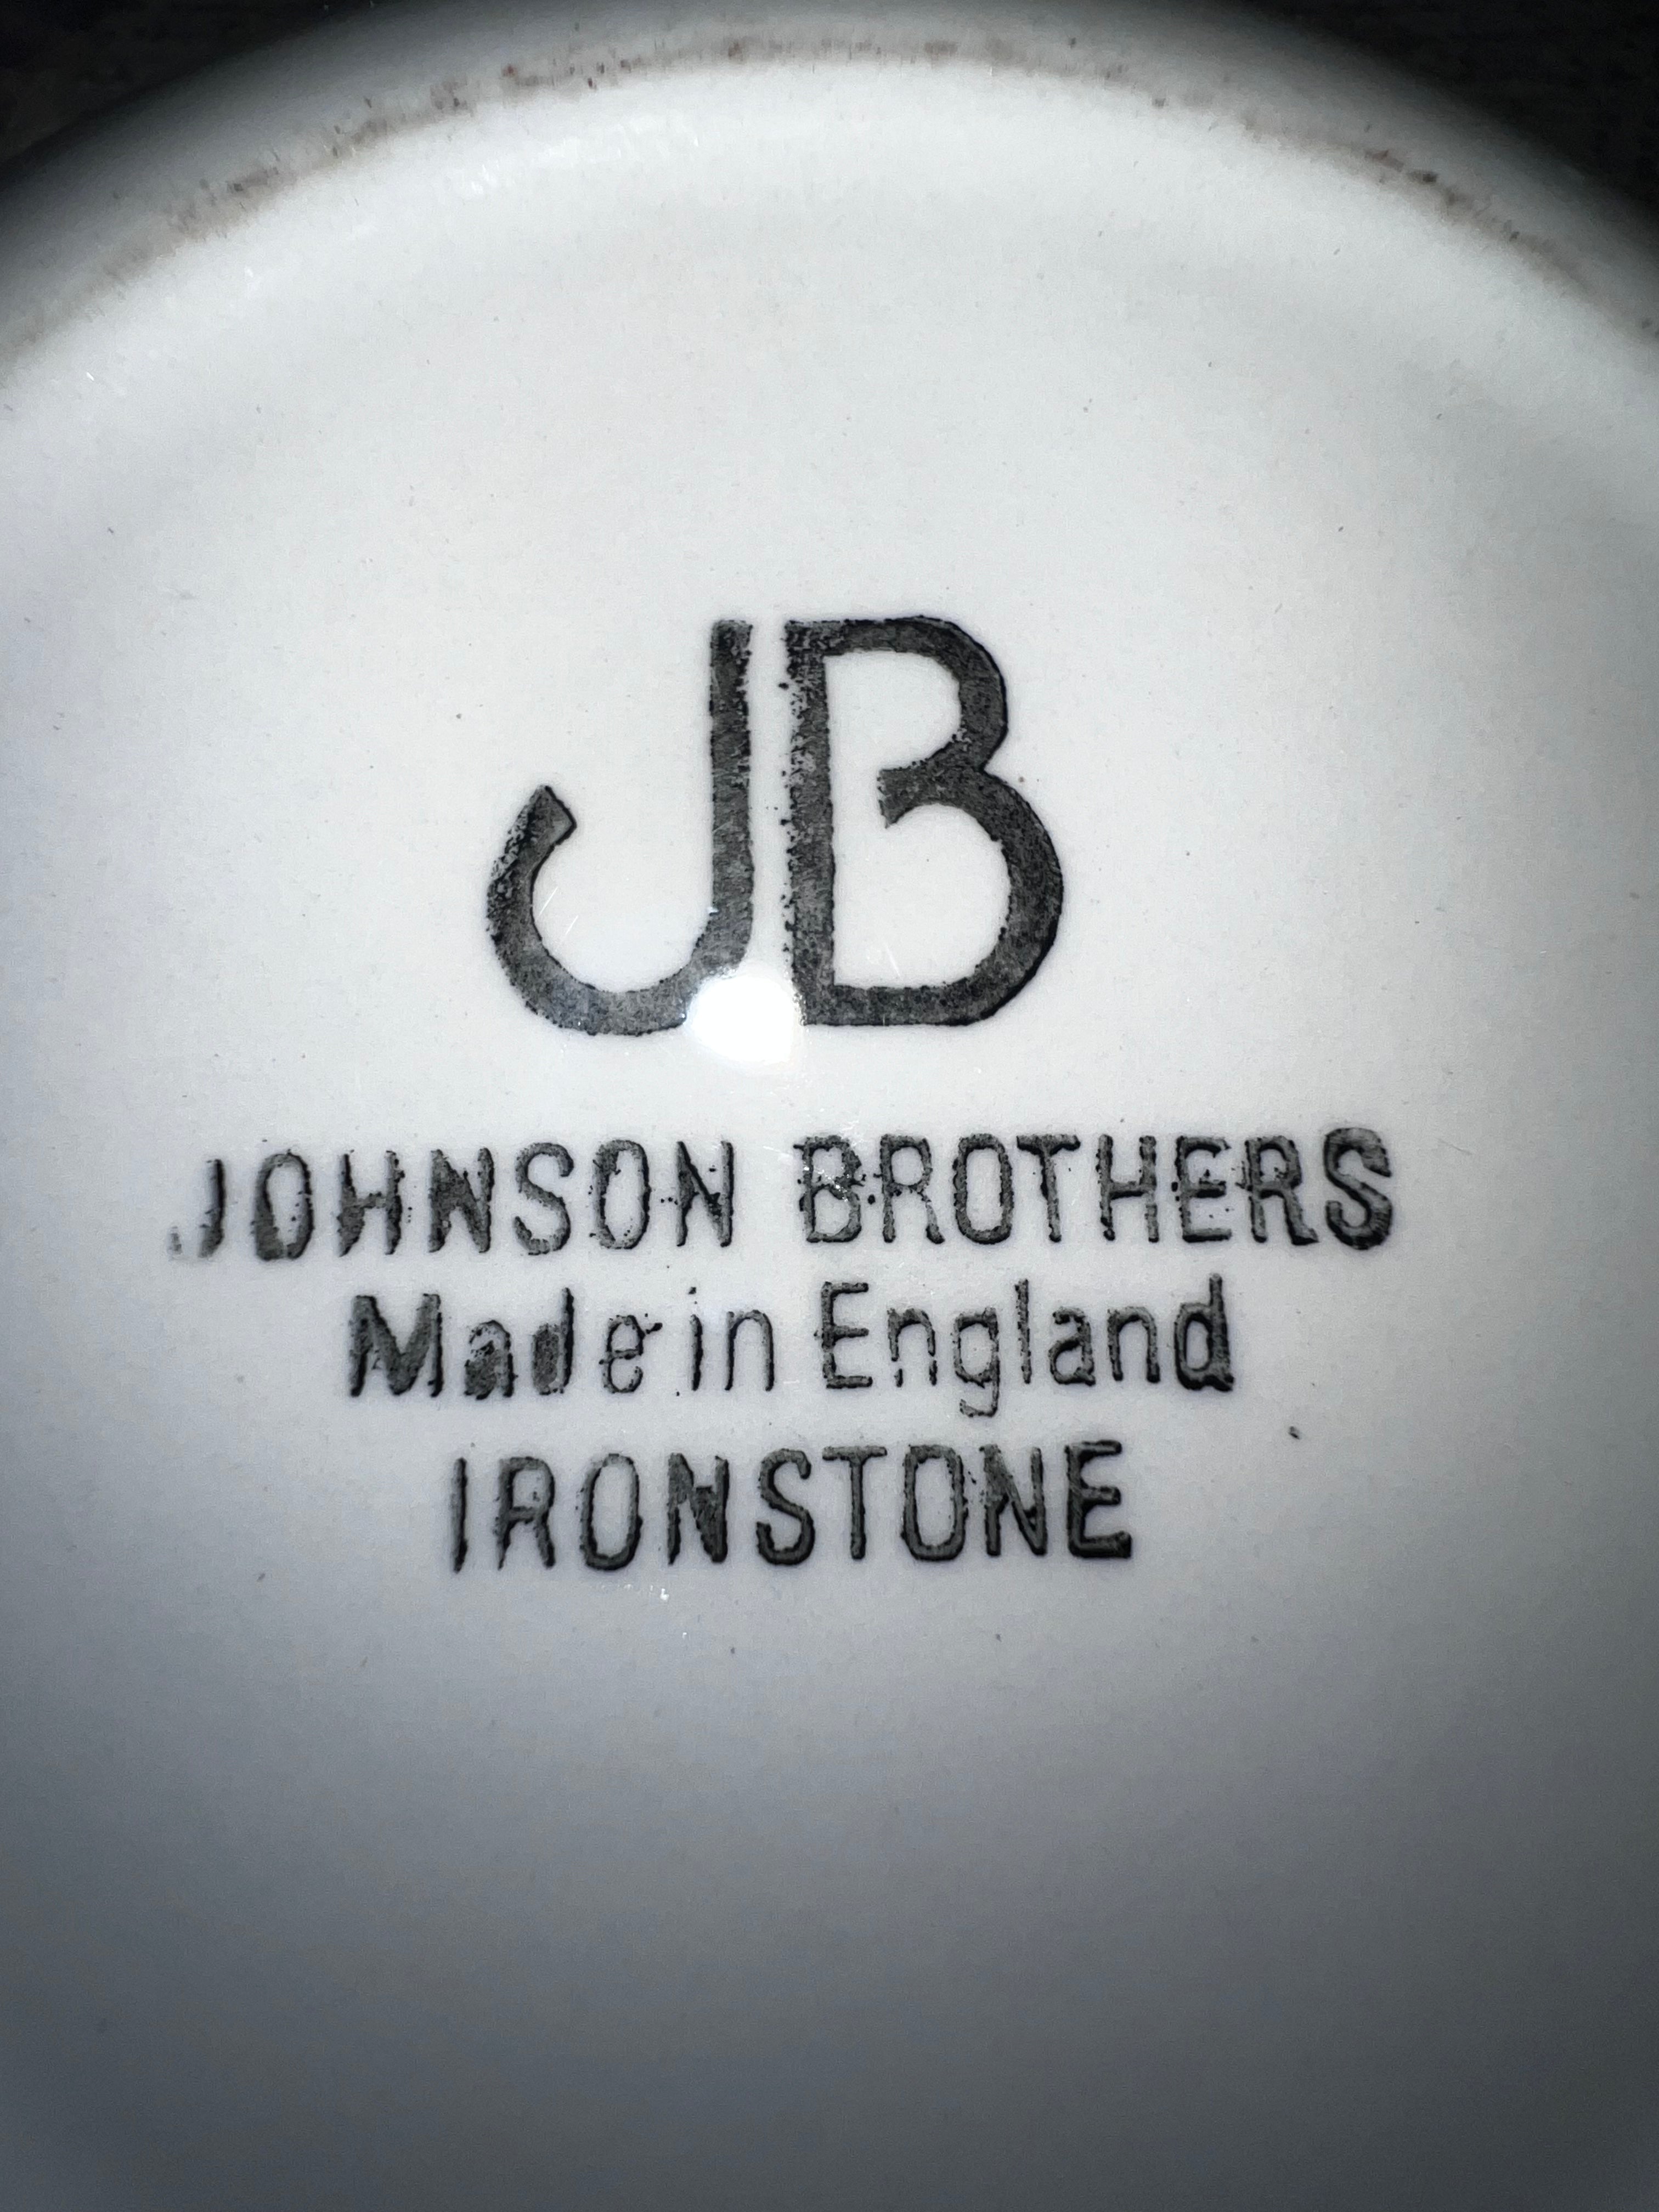 JB
JOHNSON BROTHERS
Made in England
IRONSTONE